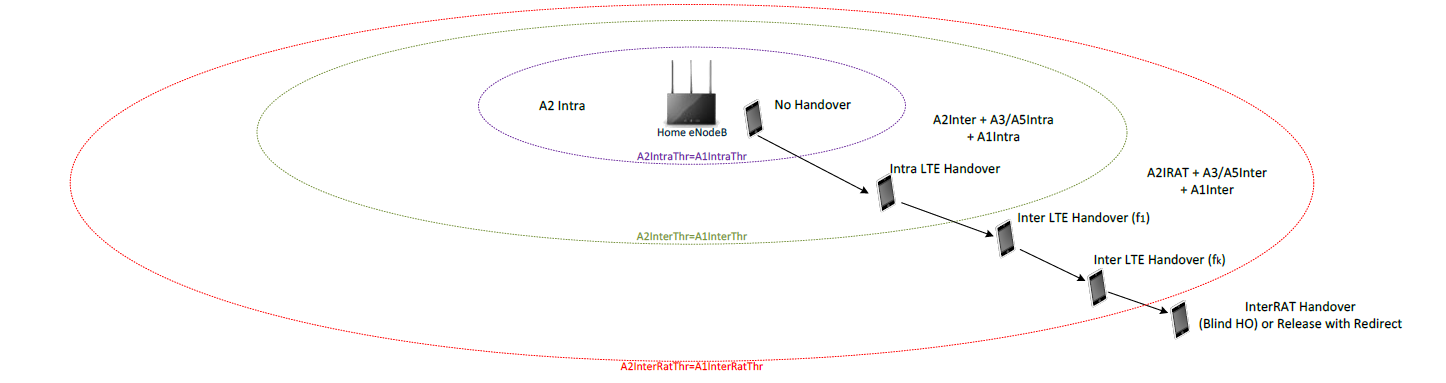 A2 Intra
Home eNodeB
No Handover
A2IntraThr=A1IntraThr
A2Inter + A3/A5Intra
+ A1Intra
Intra LTE Handover
A2IRAT + A3/A5Inter
+ A1Inter
A2InterThr=A1InterThr
Inter LTE Handover (f1)
Inter LTE Handover (fk)
InterRAT Handover
(Blind HO) or Release with Redirect
A2InterRatThr=A1InterRatThr